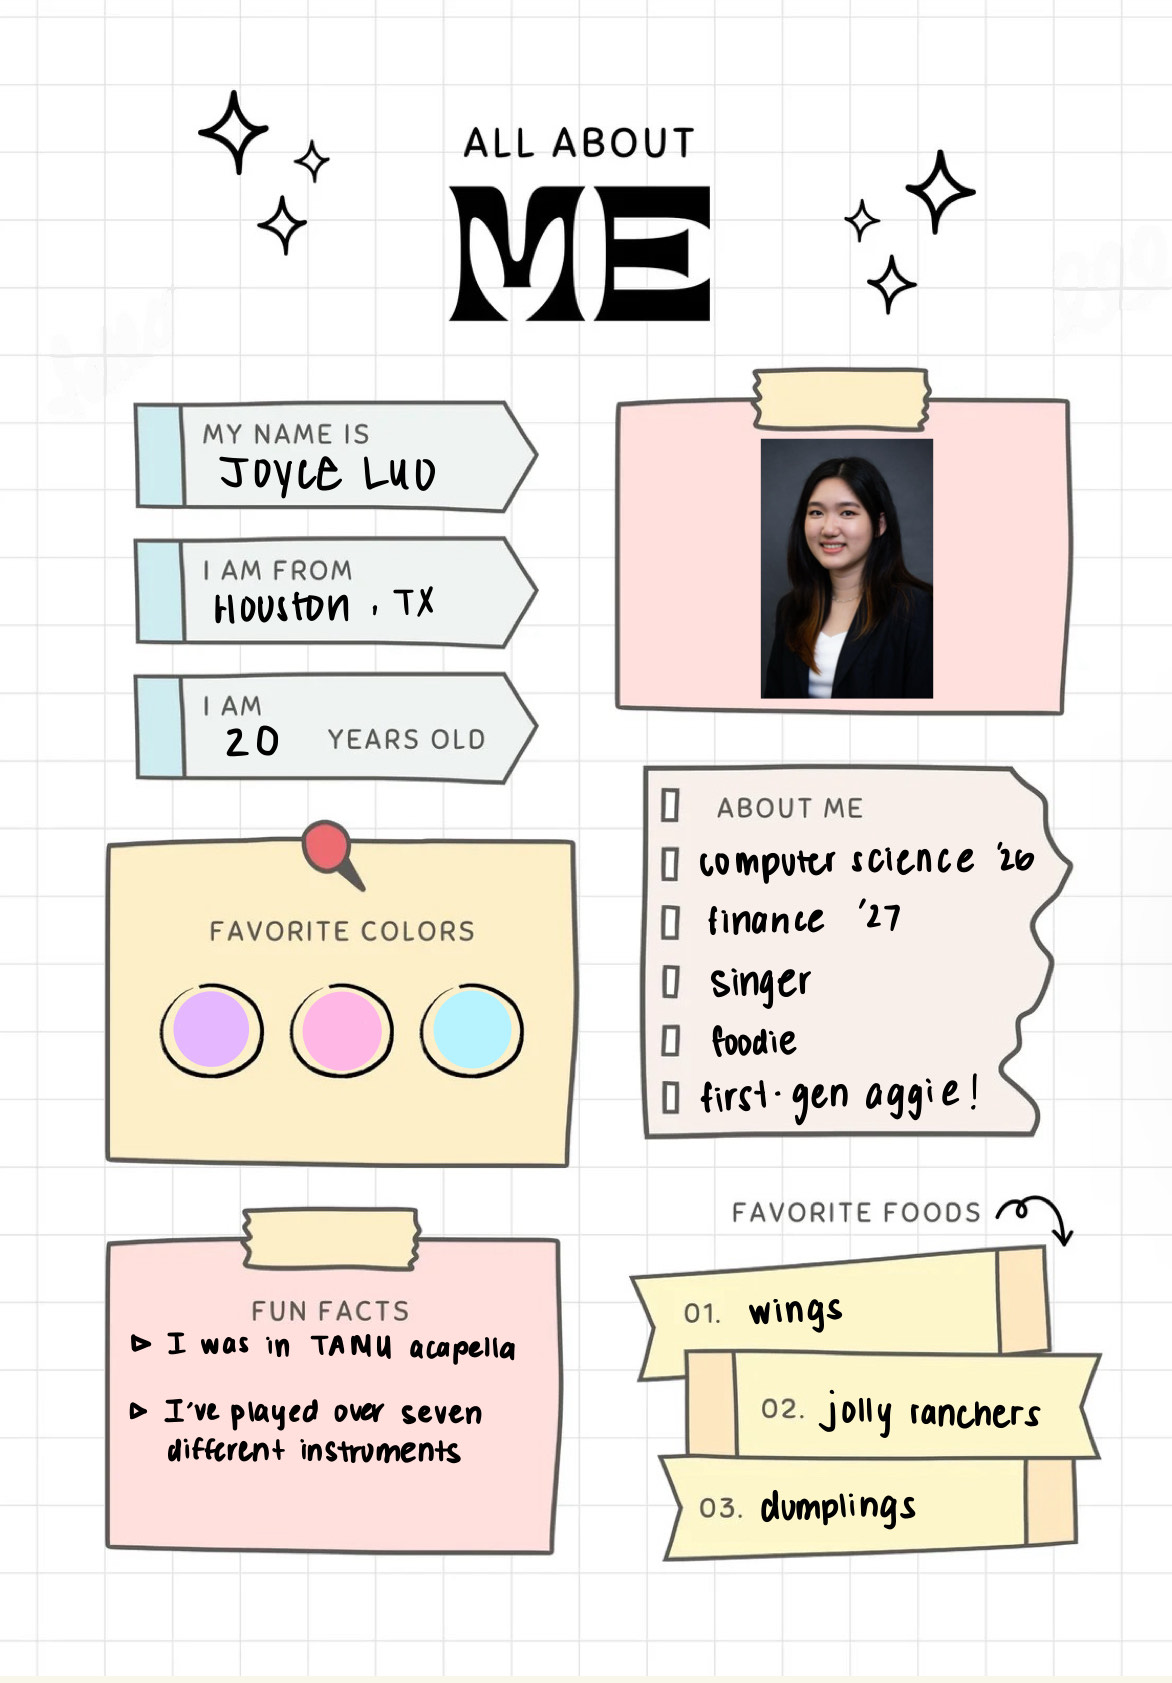 ALL ABOUT
ME
MY NAME IS
Joyce Luo
I AM FROM
Houston, TX
I AM
20 YEARS OLD
FAVORITE COLORS
ABOUT ME
computer science '26
finance '27
singer
foodie
first-gen aggie!
FUN FACTS
▷ I was in TAMU acapella
▷ I've played over seven
different instruments
FAVORITE FOODS
01. wings
02. jolly ranchers
03. dumplings